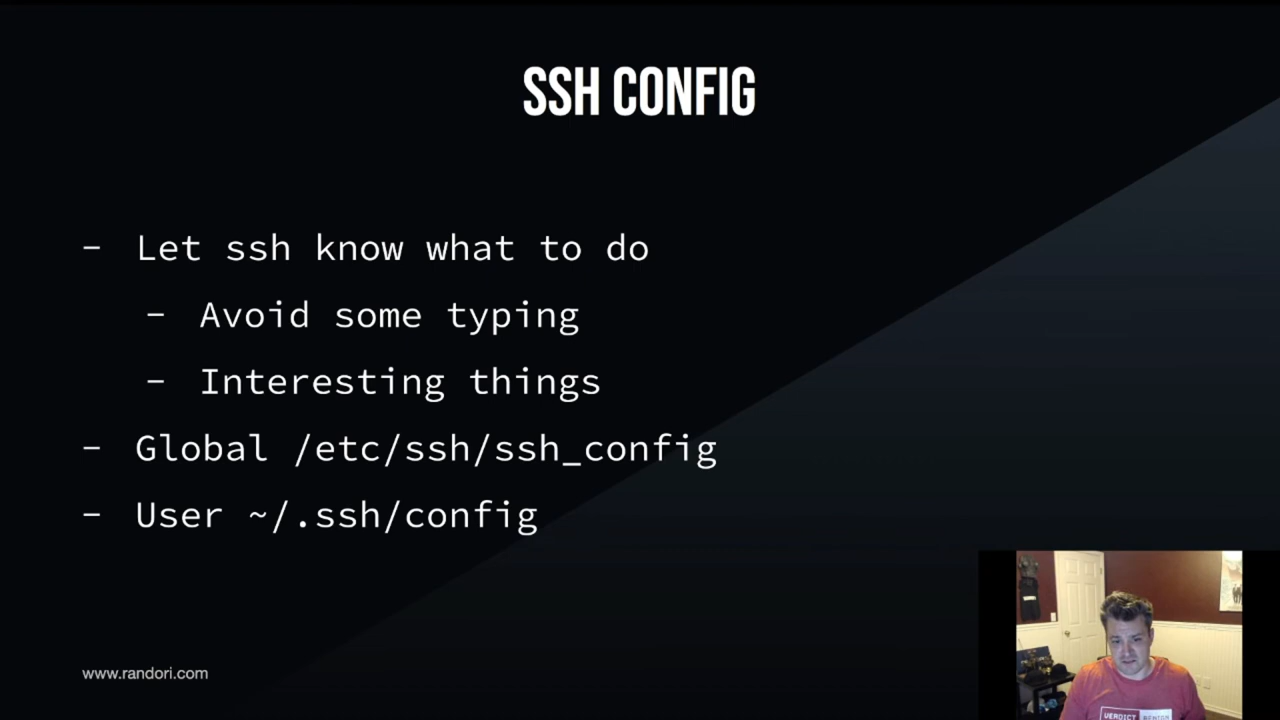 SSH CONFIG
- Let ssh know what to do
- Avoid some typing
- Interesting things
- Global /etc/ssh/ssh_config
- User ~/.ssh/config
www.randori.com
VERDICT